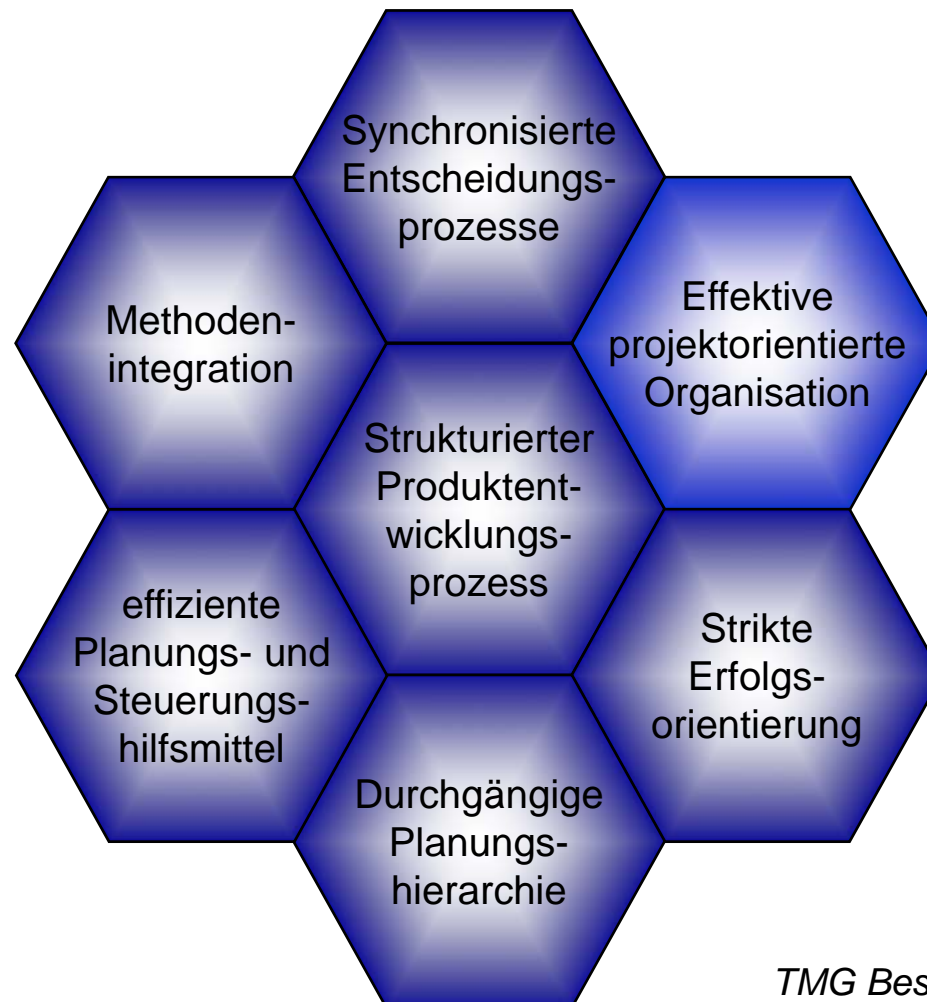 Synchronisierte
Entscheidungs-
prozesse
Effektive
projektorientierte
Organisation
Methoden-
integration
Strukturierter
Produktent-
wicklungs-
prozess
effiziente
Planungs- und
Steuerungs-
hilfsmittel
Strikte
Erfolgs-
orientierung
Durchgängige
Planungs-
hierarchie
TMG